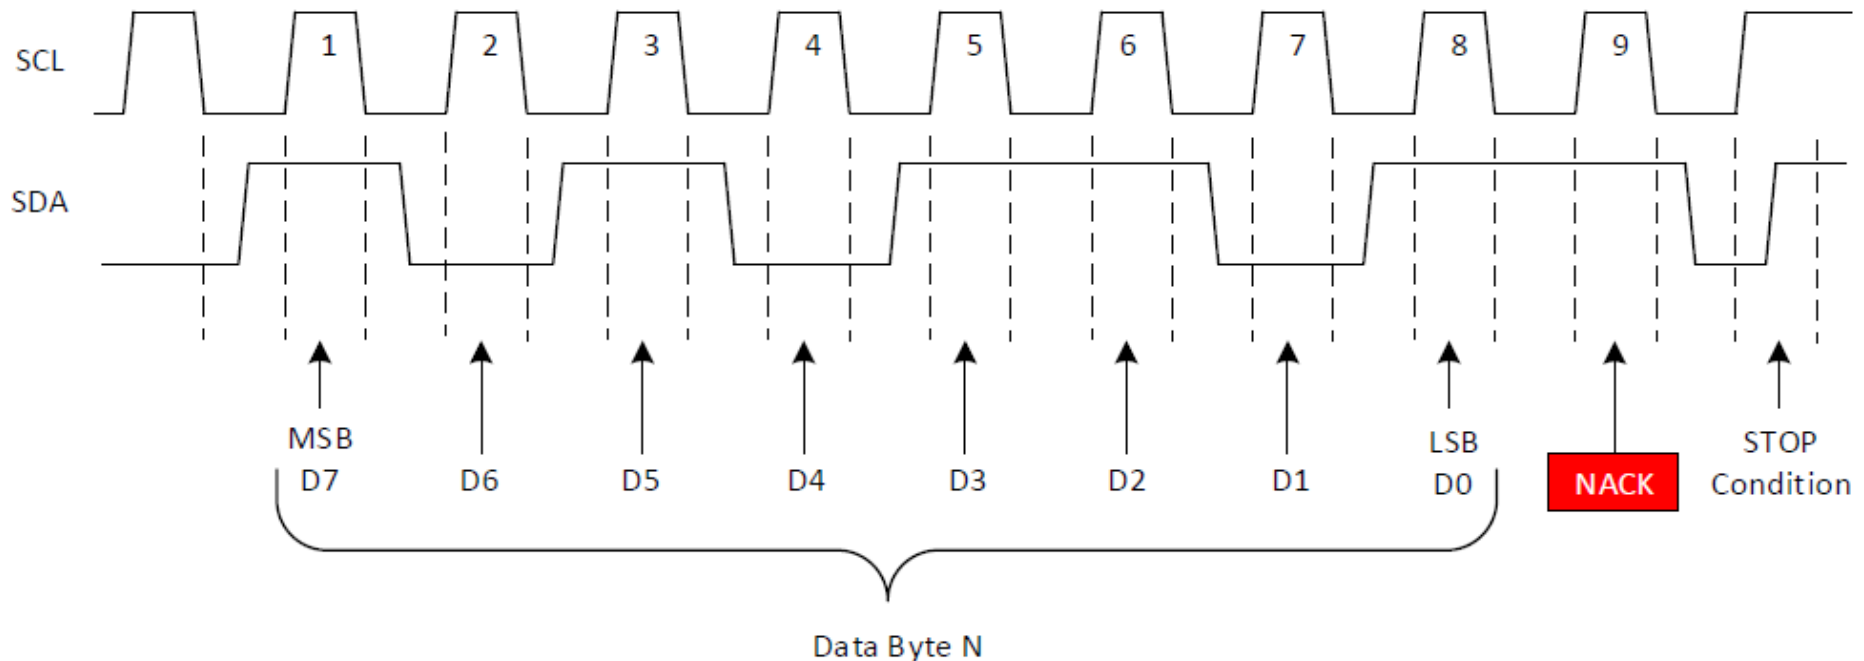 SCL
1 2 3 4 5 6 7 8 9
SDA
MSB LSB STOP
D7 D6 D5 D4 D3 D2 D1 D0 NACK Condition
Data Byte N